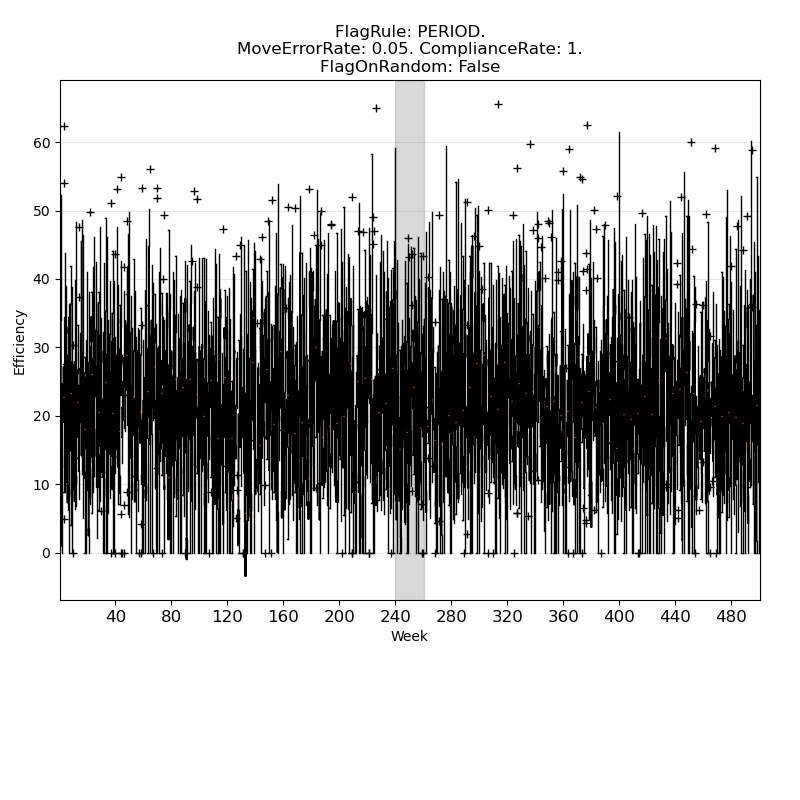 FlagRule: PERIOD.
MoveErrorRate: 0.05. ComplianceRate: 1.
FlagOnRandom: False
60
50
40
30
20
10
0
Efficiency
40 80 120 160 200 240 280 320 360 400 440 480
Week